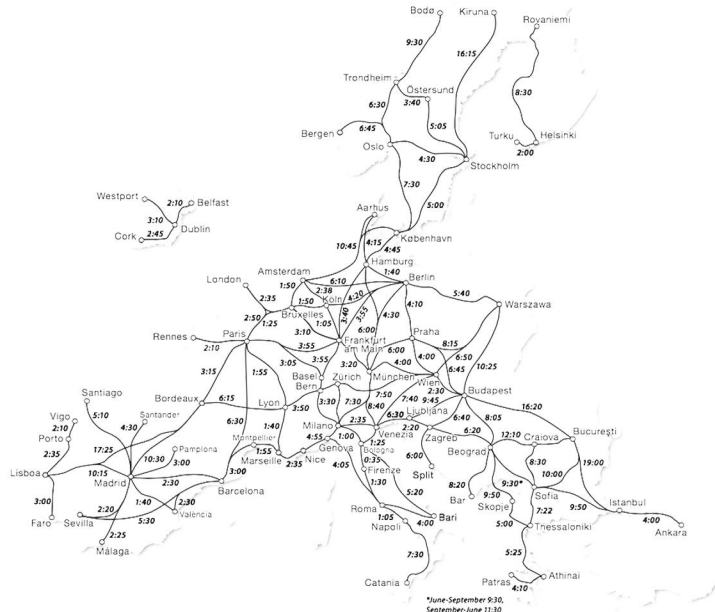 Bodø
Kiruna
Rovaniemi
9:30
16:15
Trondheim
Östersund
3:40
8:30
6:30
5:05
Bergen
6:45
Oslo
4:30
Turku
Helsinki
2:00
Stockholm
7:30
5:00
Westport
2:10
Belfast
3:10
Dublin
Cork
2:45
Aarhus
København
10:45
4:15
4:45
Hamburg
1:40
Amsterdam
6:10
Berlin
London
1:50
2:38
5:40
2:35
1:50
Köln
4:20
Warszawa
2:50
Bruxelles
3:40
3:55
4:30
4:10
1:25
1:05
Rennes
Paris
3:10
6:00
Praha
2:10
3:55
Frankfurt
am Main
6:00
8:15
3:05
3:55
3:20
4:00
4:00
6:50
6:45
10:25
3:15
1:55
Basel
Zürich
München
Wien
Bern
2:30
Budapest
Santiago
Bordeaux
6:15
Lyon
3:50
3:30
7:30
8:40
7:50
7:40
9:45
16:20
Vigo
5:10
Santander
Ljubljana
2:10
4:30
6:30
1:40
Milano
2:35
6:30
6:40
8:05
Porto
Venezia
2:20
Zagreb
6:20
12:10
Craiova
București
17:25
Pamplona
Montpellier
4:55
1:00
1:25
Bologna
Beograd
2:35
10:30
3:00
1:55
Marseille
2:35
Nice
Genova
0:35
Firenze
6:00
Split
8:30
10:00
19:00
Lisboa
10:15
Madrid
2:30
3:00
Barcelona
4:05
8:20
9:30*
Sofia
1:40
2:30
1:30
5:20
Bar
9:50
Skopje
9:50
Istanbul
3:00
2:20
València
Roma
7:22
Faro
Sevilla
5:30
1:05
4:00
Bari
5:00
Thessaloniki
4:00
Ankara
2:25
Napoli
Málaga
7:30
5:25
Catania
Patras
4:10
Athinai
*June-September 9:30,
September-June 11:30